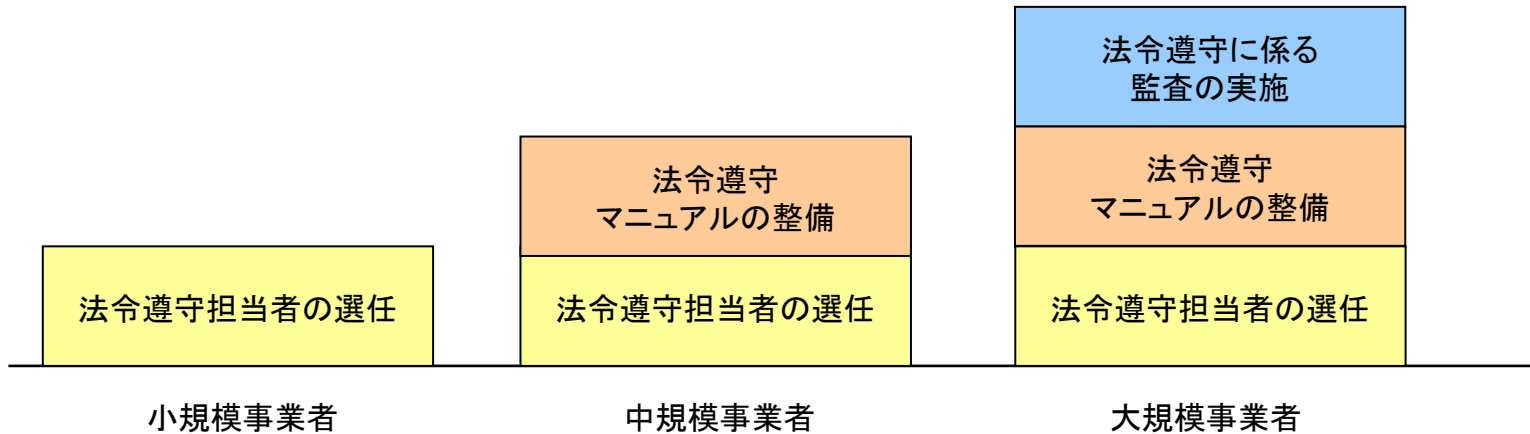 法令遵守に係る
監査の実施
法令遵守
マニュアルの整備
法令遵守
マニュアルの整備
法令遵守担当者の選任
法令遵守担当者の選任
法令遵守担当者の選任
小規模事業者
中規模事業者
大規模事業者